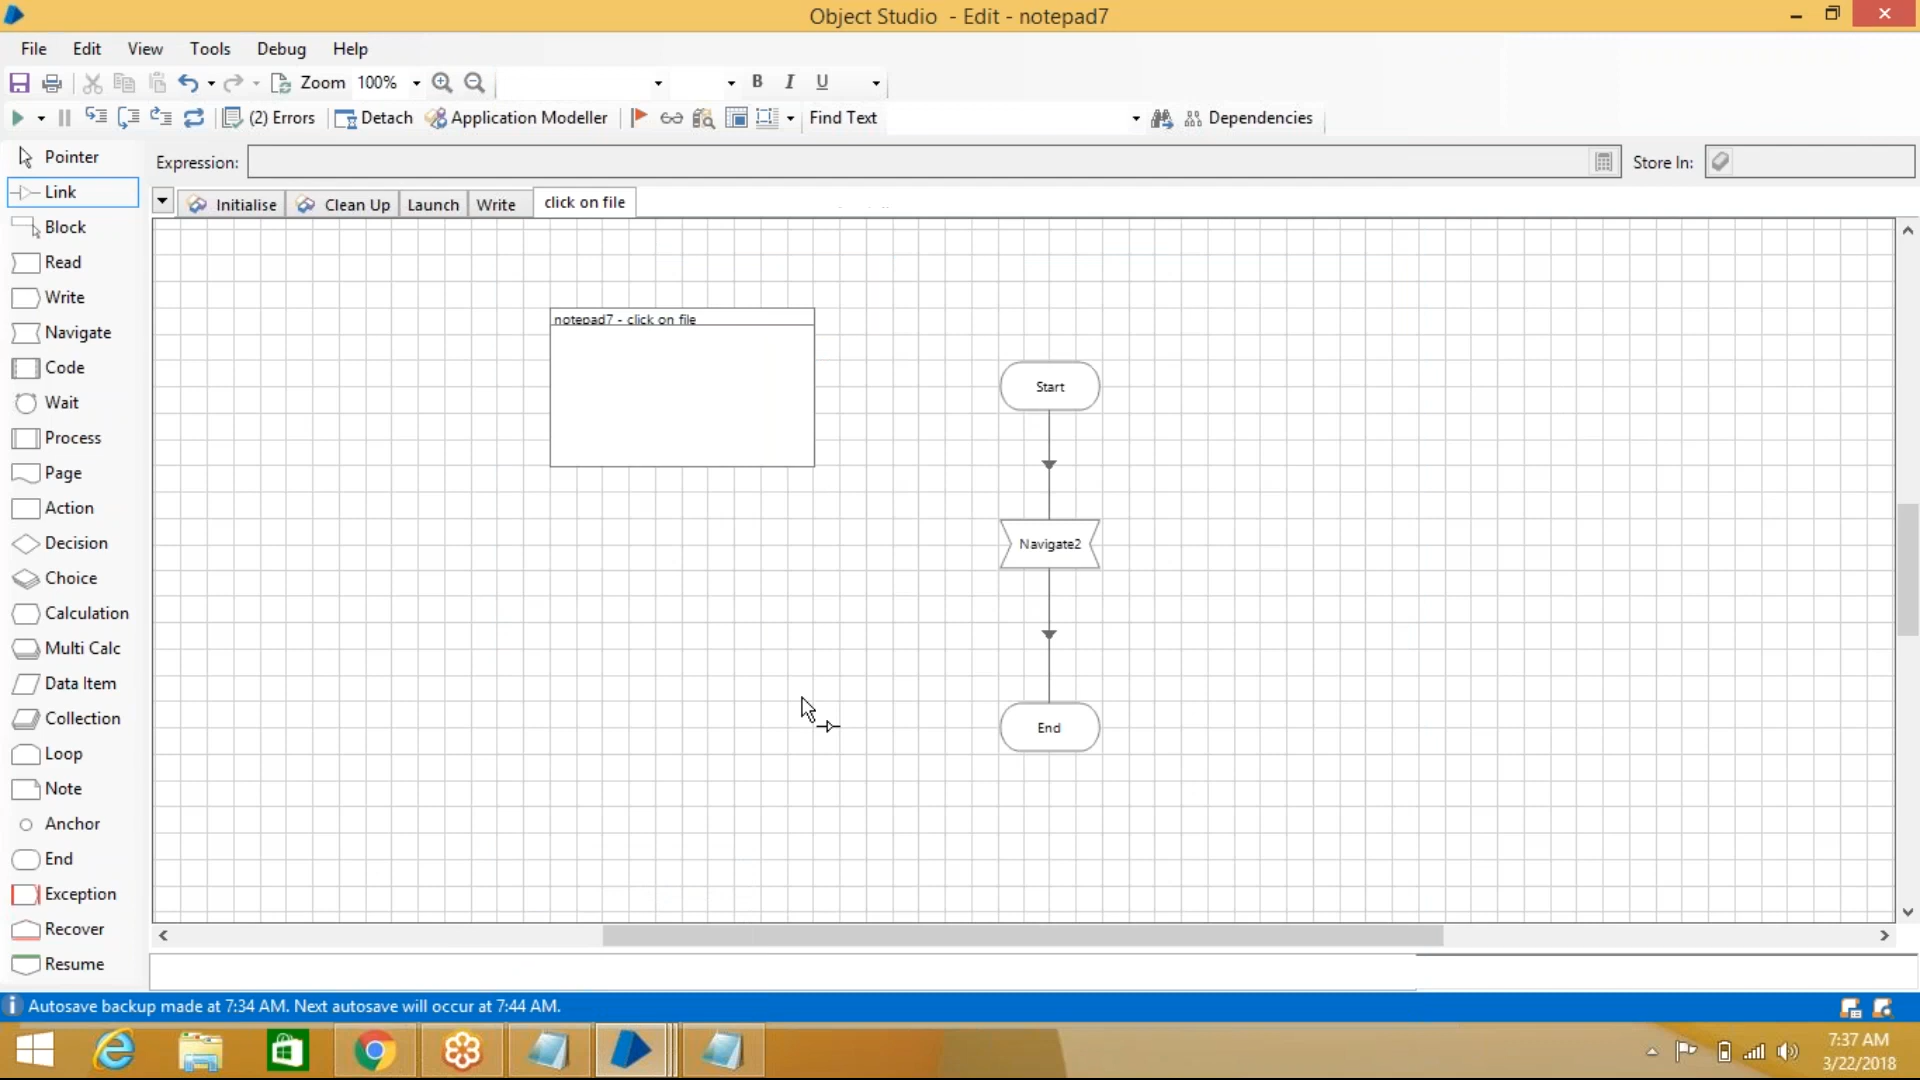 Object Studio - Edit - notepad7
File Edit View Tools Debug Help
Zoom 100% B I U
(2) Errors Detach Application Modeller Find Text Dependencies
Pointer
Link
Block
Read
Write
Navigate
Code
Wait
Process
Page
Action
Decision
Choice
Calculation
Multi Calc
Data Item
Collection
Loop
Note
Anchor
End
Exception
Recover
Resume
Expression: Store In:
Initialise Clean Up Launch Write click on file
notepad7 - click on file
Start
Navigate2
End
Autosave backup made at 7:34 AM. Next autosave will occur at 7:44 AM.
7:37 AM
3/22/2018